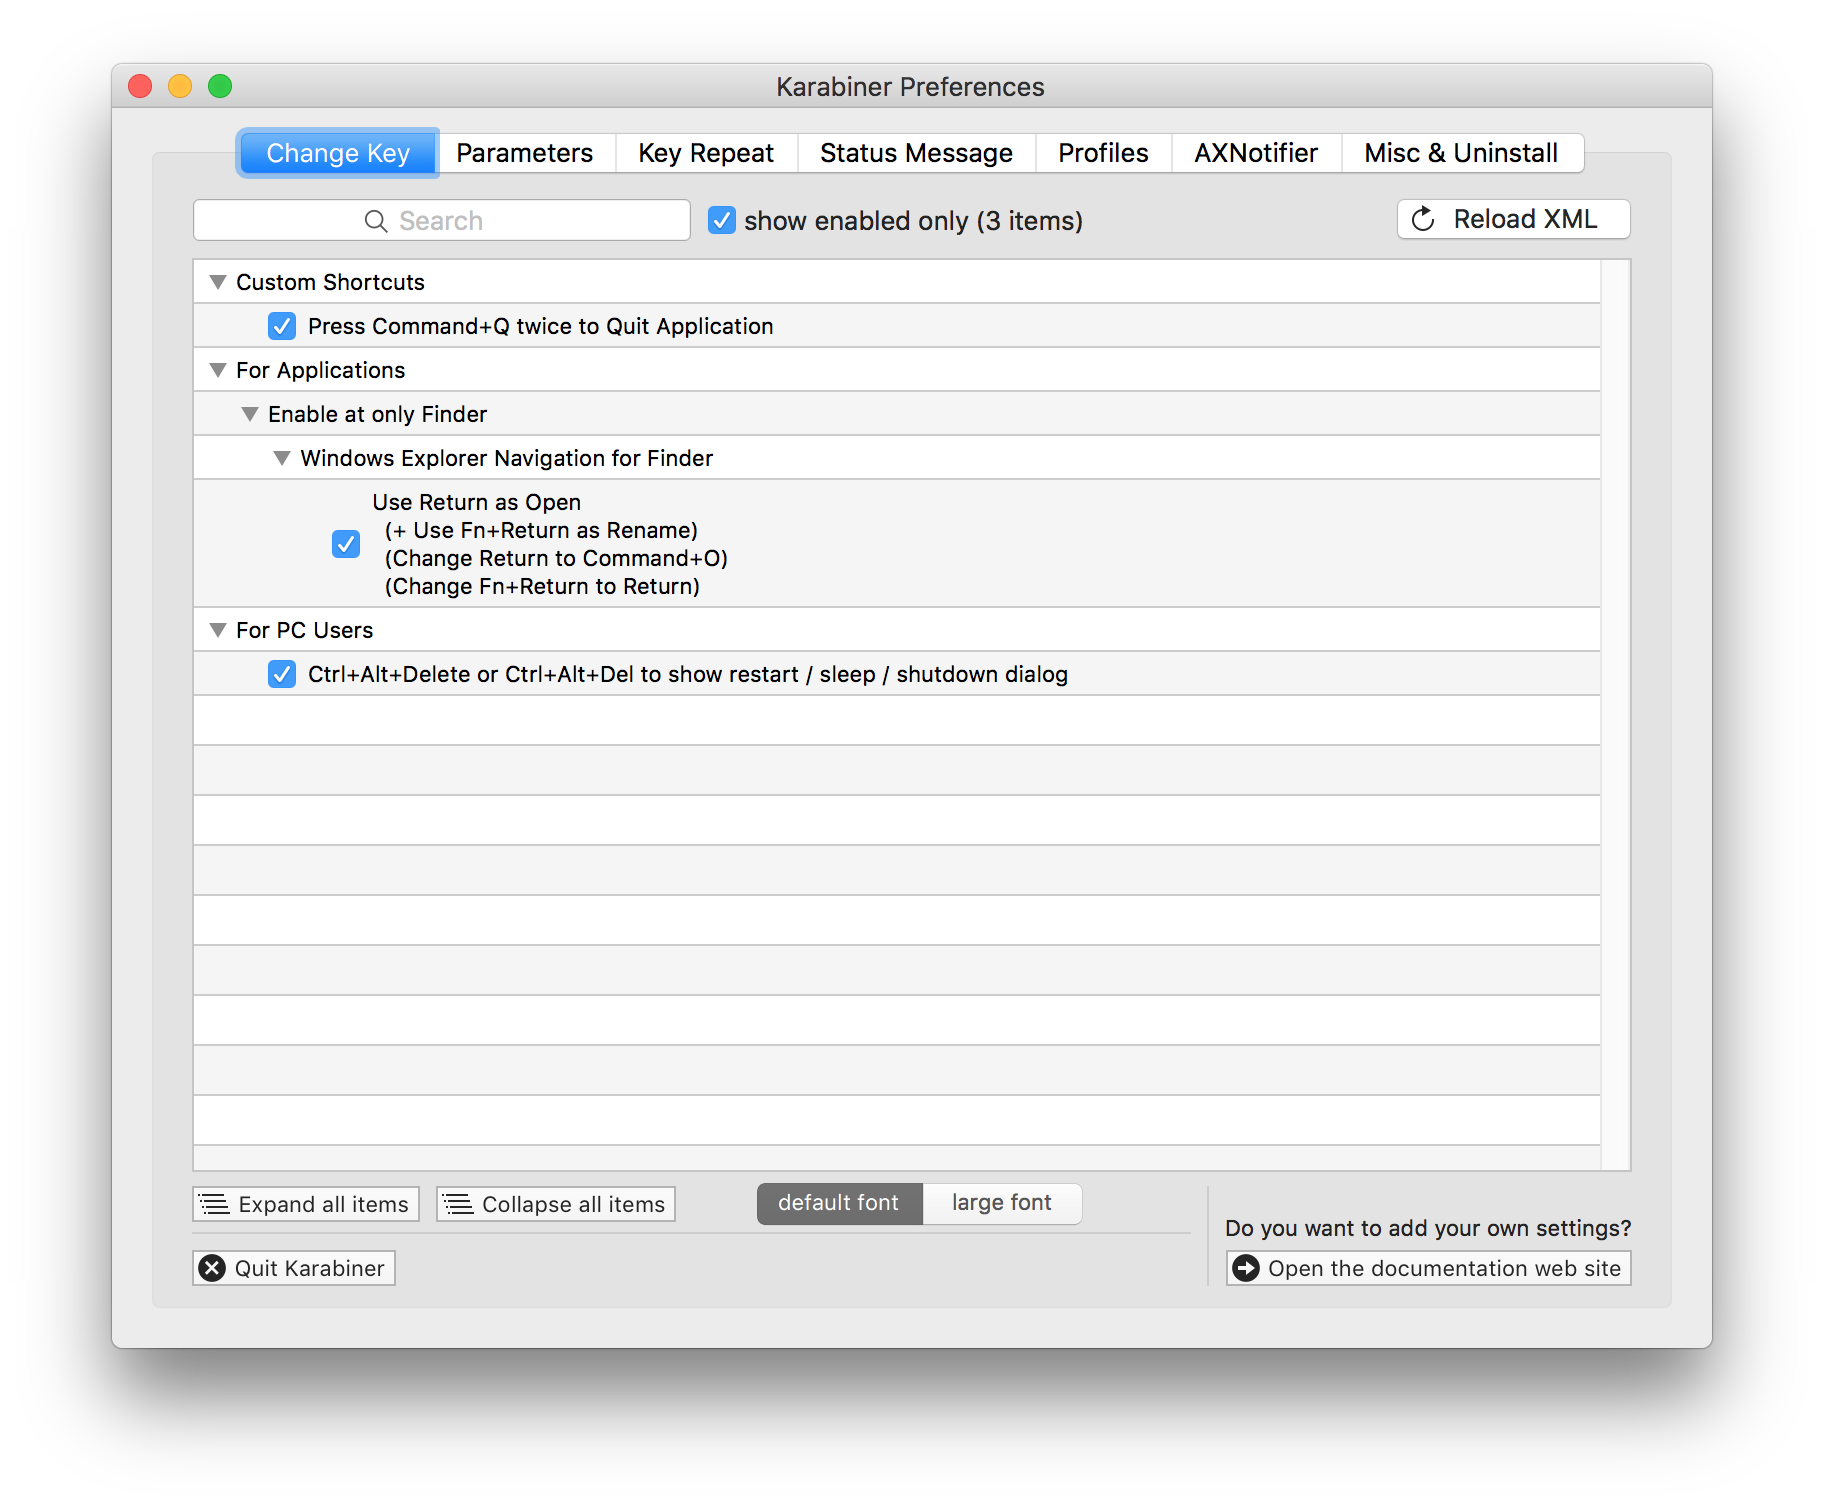 Karabiner Preferences
Change Key
Parameters
Key Repeat
Status Message
Profiles
AXNotifier
Misc & Uninstall
Search
show enabled only (3 items)
Reload XML
Custom Shortcuts
Press Command+Q twice to Quit Application
For Applications
Enable at only Finder
Windows Explorer Navigation for Finder
Use Return as Open
(+ Use Fn+Return as Rename)
(Change Return to Command+O)
(Change Fn+Return to Return)
For PC Users
Ctrl+Alt+Delete or Ctrl+Alt+Del to show restart / sleep / shutdown dialog
Expand all items
Collapse all items
default font
large font
Do you want to add your own settings?
Quit Karabiner
Open the documentation web site